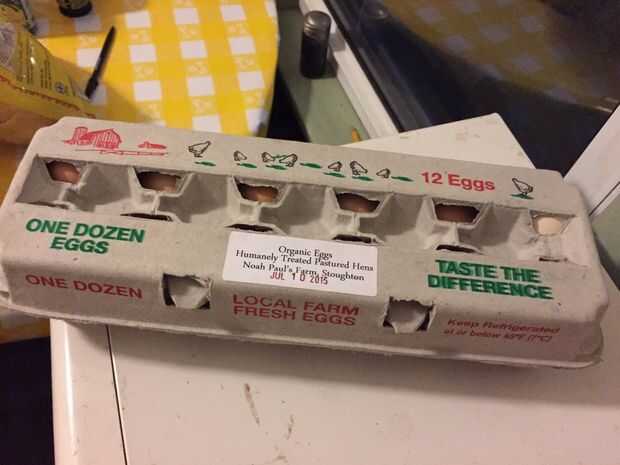 12 Eggs
ONE DOZEN
EGGS
Organic Eggs
Humanely Treated Pastured Hens
Noah Paul's Farm, Stoughton
JUL 10 2015
TASTE THE
DIFFERENCE
ONE DOZEN
LOCAL FARM
FRESH EGGS
Keep Refrigerated
at or below 45°F (7°C)